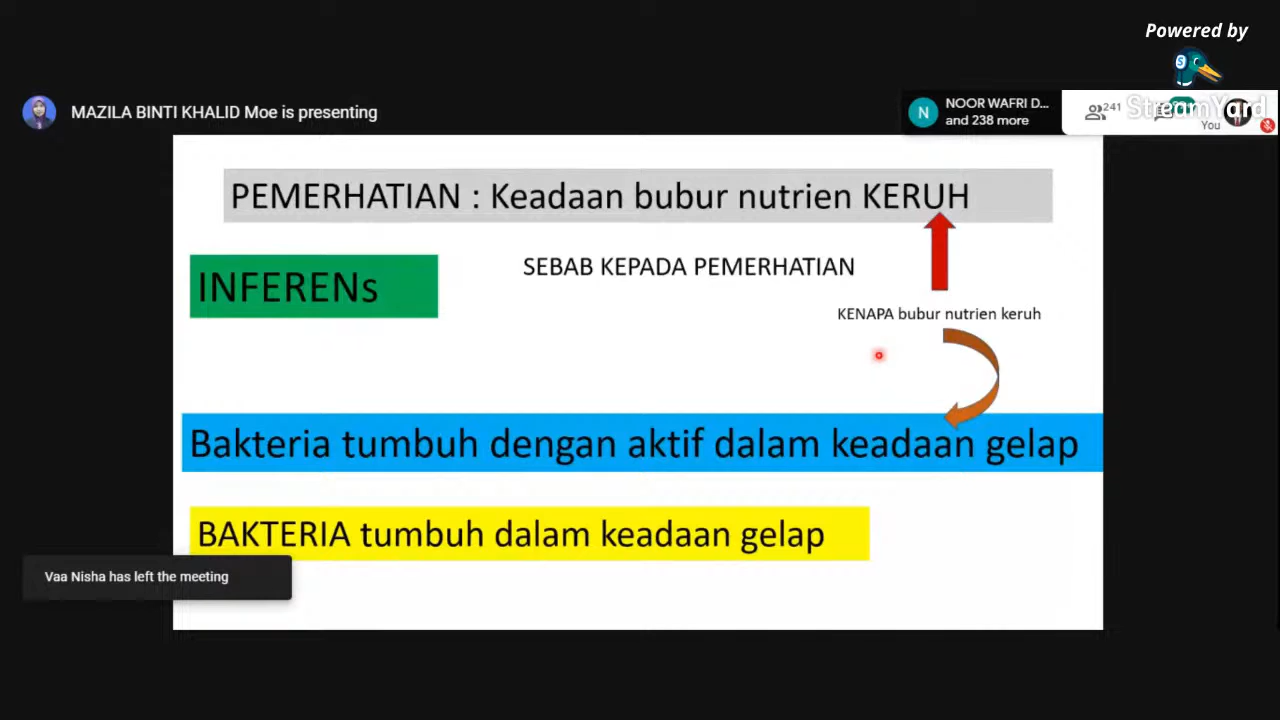 Powered by
StreamYard
MAZILA BINTI KHALID Moe is presenting
N
NOOR WAFRI D...
and 238 more
241
You
PEMERHATIAN : Keadaan bubur nutrien KERUH
INFERENs
SEBAB KEPADA PEMERHATIAN
KENAPA bubur nutrien keruh
Bakteria tumbuh dengan aktif dalam keadaan gelap
BAKTERIA tumbuh dalam keadaan gelap
Vaa Nisha has left the meeting